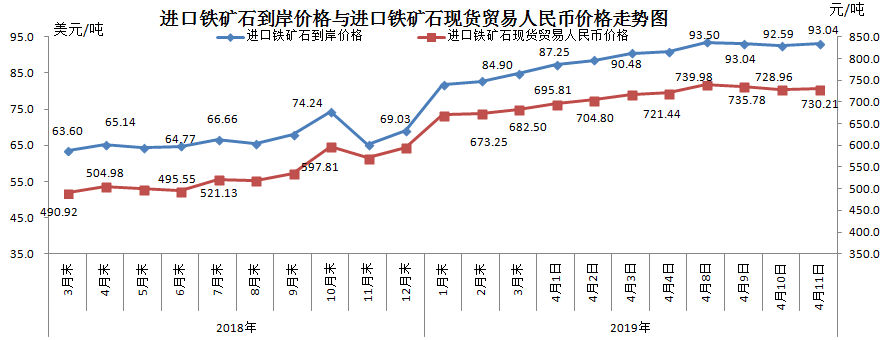 进口铁矿石到岸价格与进口铁矿石现货贸易人民币价格走势图
美元/吨
元/吨
进口铁矿石到岸价格 进口铁矿石现货贸易人民币价格
95.0
85.0
75.0
65.0
55.0
45.0
35.0
850.0
800.0
750.0
700.0
650.0
600.0
550.0
500.0
450.0
400.0
350.0
63.60
65.14
64.77
66.66
74.24
69.03
84.90
87.25
90.48
93.50
93.04
92.59
93.04
490.92
504.98
495.55
521.13
597.81
673.25
682.50
695.81
704.80
721.44
739.98
735.78
728.96
730.21
3月末
4月末
5月末
6月末
7月末
8月末
9月末
10月末
11月末
12月末
1月末
2月末
3月末
4月1日
4月2日
4月3日
4月4日
4月8日
4月9日
4月10日
4月11日
2018年
2019年